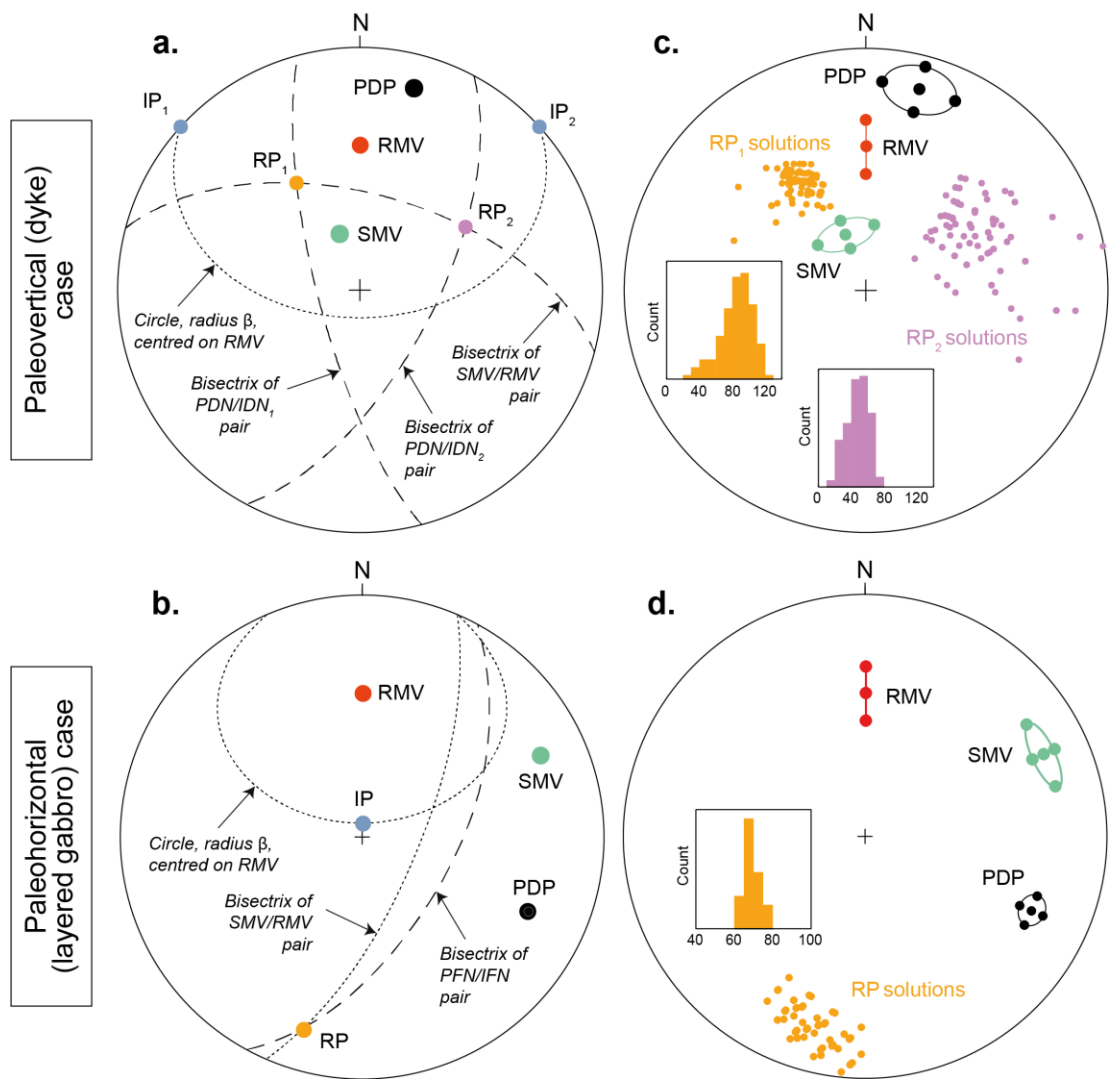 Paleovertical (dyke)
case
a.
N
PDP
IP1
IP2
RMV
RP1
RP2
SMV
Circle, radius β,
centred on RMV
Bisectrix of
PDN/IDN1
pair
Bisectrix of
PDN/IDN2
pair
Bisectrix of
SMV/RMV
pair
c.
N
PDP
RP1 solutions
RMV
SMV
RP2 solutions
Count
0 40 80 120
Count
0 40 80 120
Paleohorizontal
(layered gabbro) case
b.
N
RMV
SMV
IP
Circle, radius β,
centred on RMV
PDP
Bisectrix of
SMV/RMV
pair
Bisectrix of
PFN/IFN
pair
RP
d.
N
RMV
SMV
Count
40 60 80 100
PDP
RP solutions